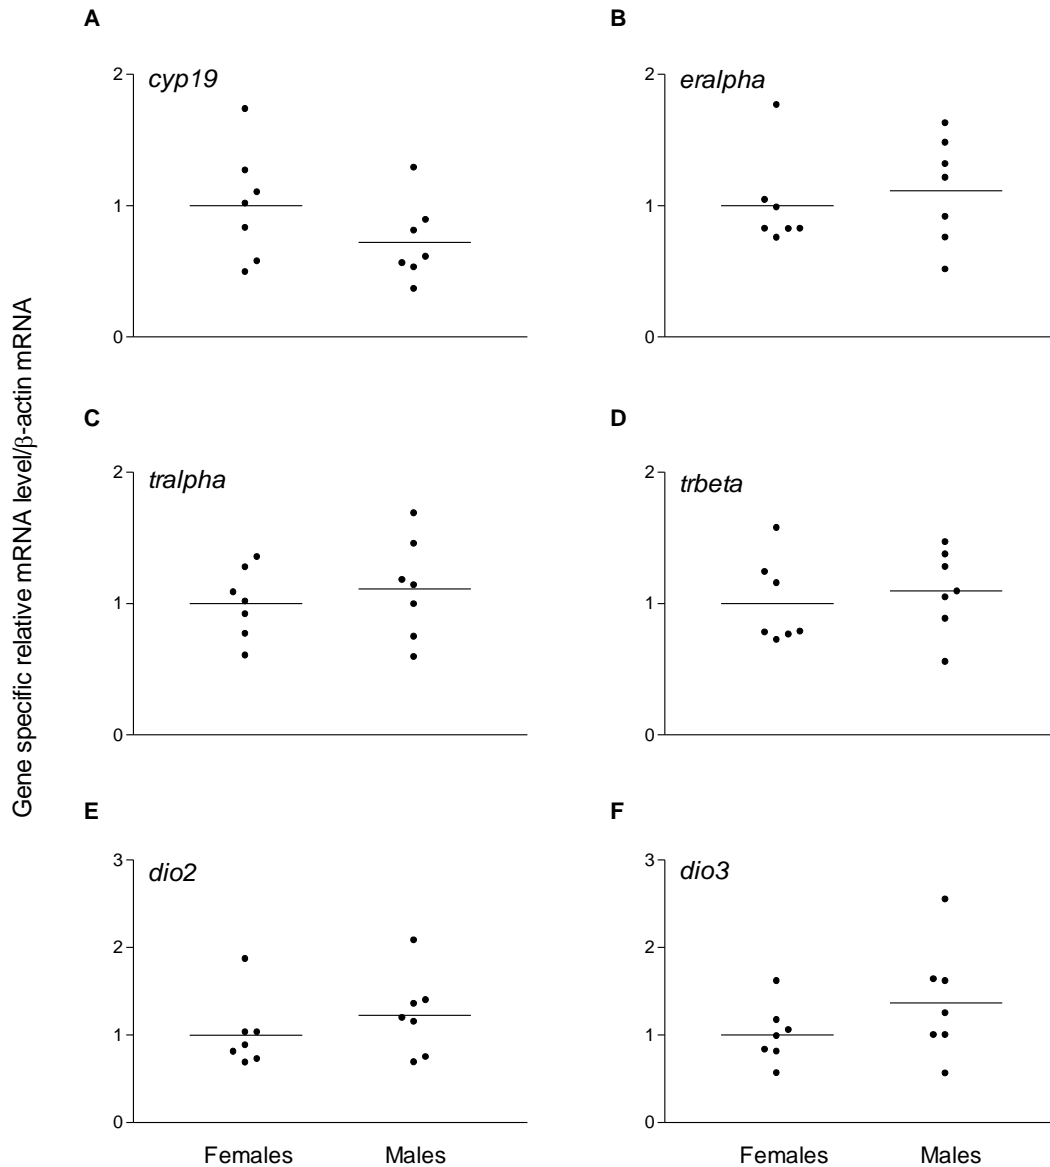 A
B
2
cyp19
2
eralpha
1
1
0
0
Gene specific relative mRNA level/β-actin mRNA
C
D
2
tralpha
2
trbeta
1
1
0
0
E
F
3
dio2
3
dio3
2
2
1
1
0
0
Females Males
Females Males